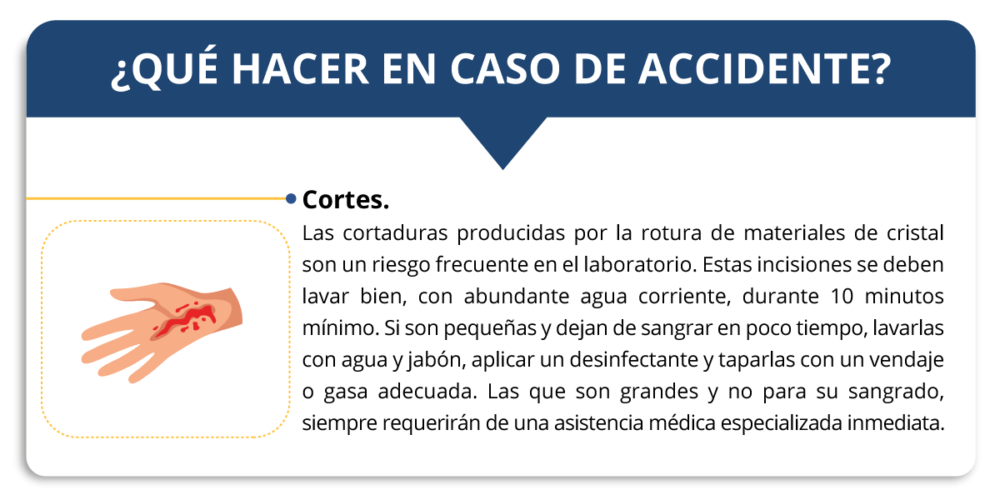 ¿QUÉ HACER EN CASO DE ACCIDENTE?
Cortes.
Las cortaduras producidas por la rotura de materiales de cristal
son un riesgo frecuente en el laboratorio. Estas incisiones se deben
lavar bien, con abundante agua corriente, durante 10 minutos
mínimo. Si son pequeñas y dejan de sangrar en poco tiempo, lavarlas
con agua y jabón, aplicar un desinfectante y taparlas con un vendaje
o gasa adecuada. Las que son grandes y no para su sangrado,
siempre requerirán de una asistencia médica especializada inmediata.